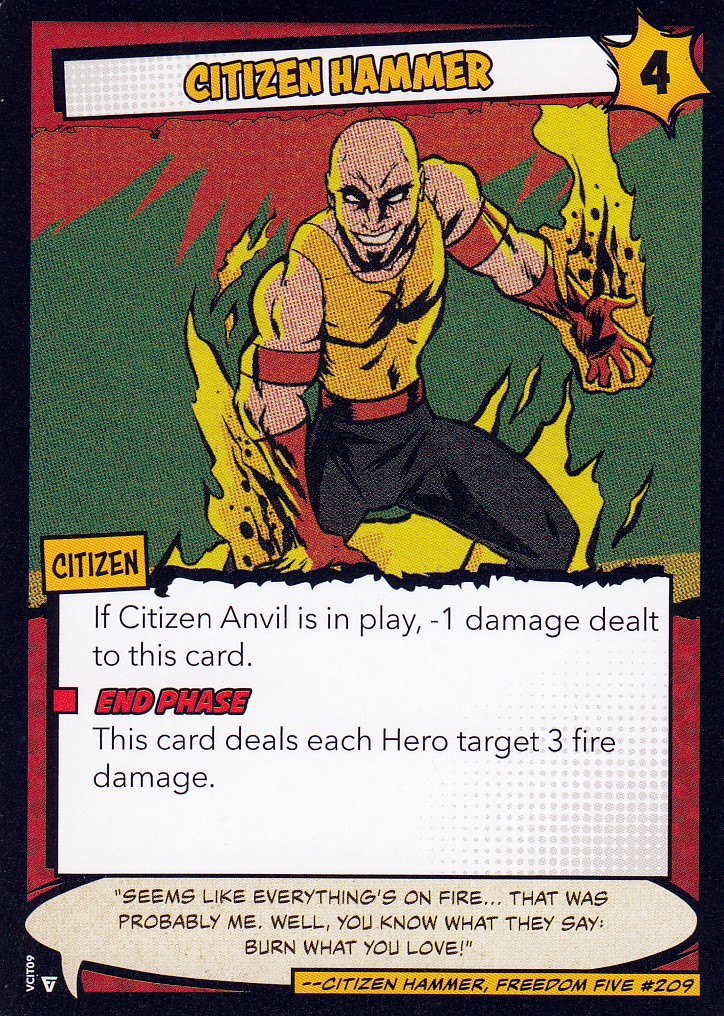 CITIZEN HAMMER
4
CITIZEN
If Citizen Anvil is in play, -1 damage dealt
to this card.
END PHASE
This card deals each Hero target 3 fire
damage.
"SEEMS LIKE EVERYTHING'S ON FIRE... THAT WAS
PROBABLY ME. WELL, YOU KNOW WHAT THEY SAY:
BURN WHAT YOU LOVE!"
--CITIZEN HAMMER, FREEDOM FIVE #209
VCIT09